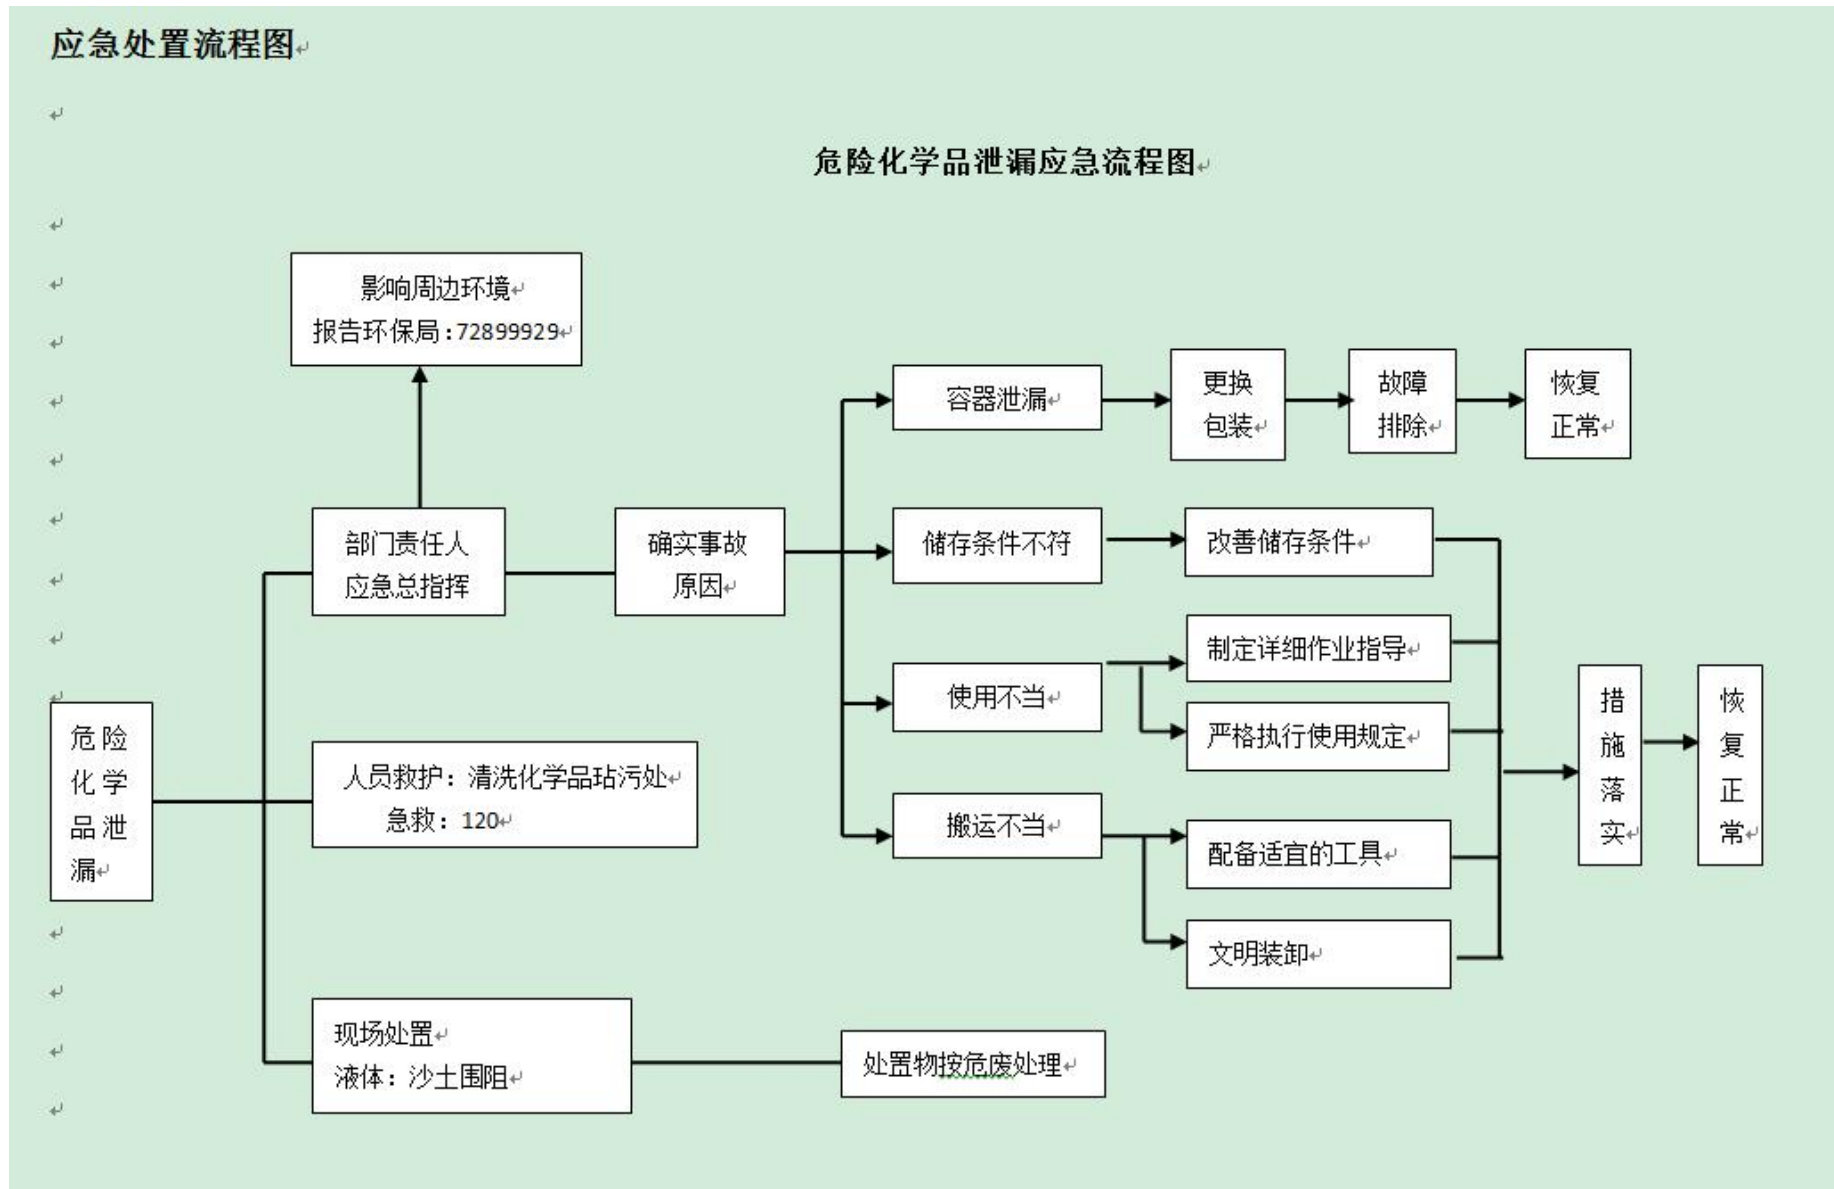 应急处置流程图
危险化学品泄漏应急流程图
影响周边环境
报告环保局:72899929
容器泄漏
更换
包装
故障
排除
恢复
正常
部门责任人
应急总指挥
确实事故
原因
储存条件不符
改善储存条件
制定详细作业指导
使用不当
严格执行使用规定
措
施
落
实
恢
复
正
常
危险
化学
品泄
漏
人员救护：清洗化学品玷污处
急救：120
搬运不当
配备适宜的工具
文明装卸
现场处置
液体：沙土围阻
处置物按危废处理